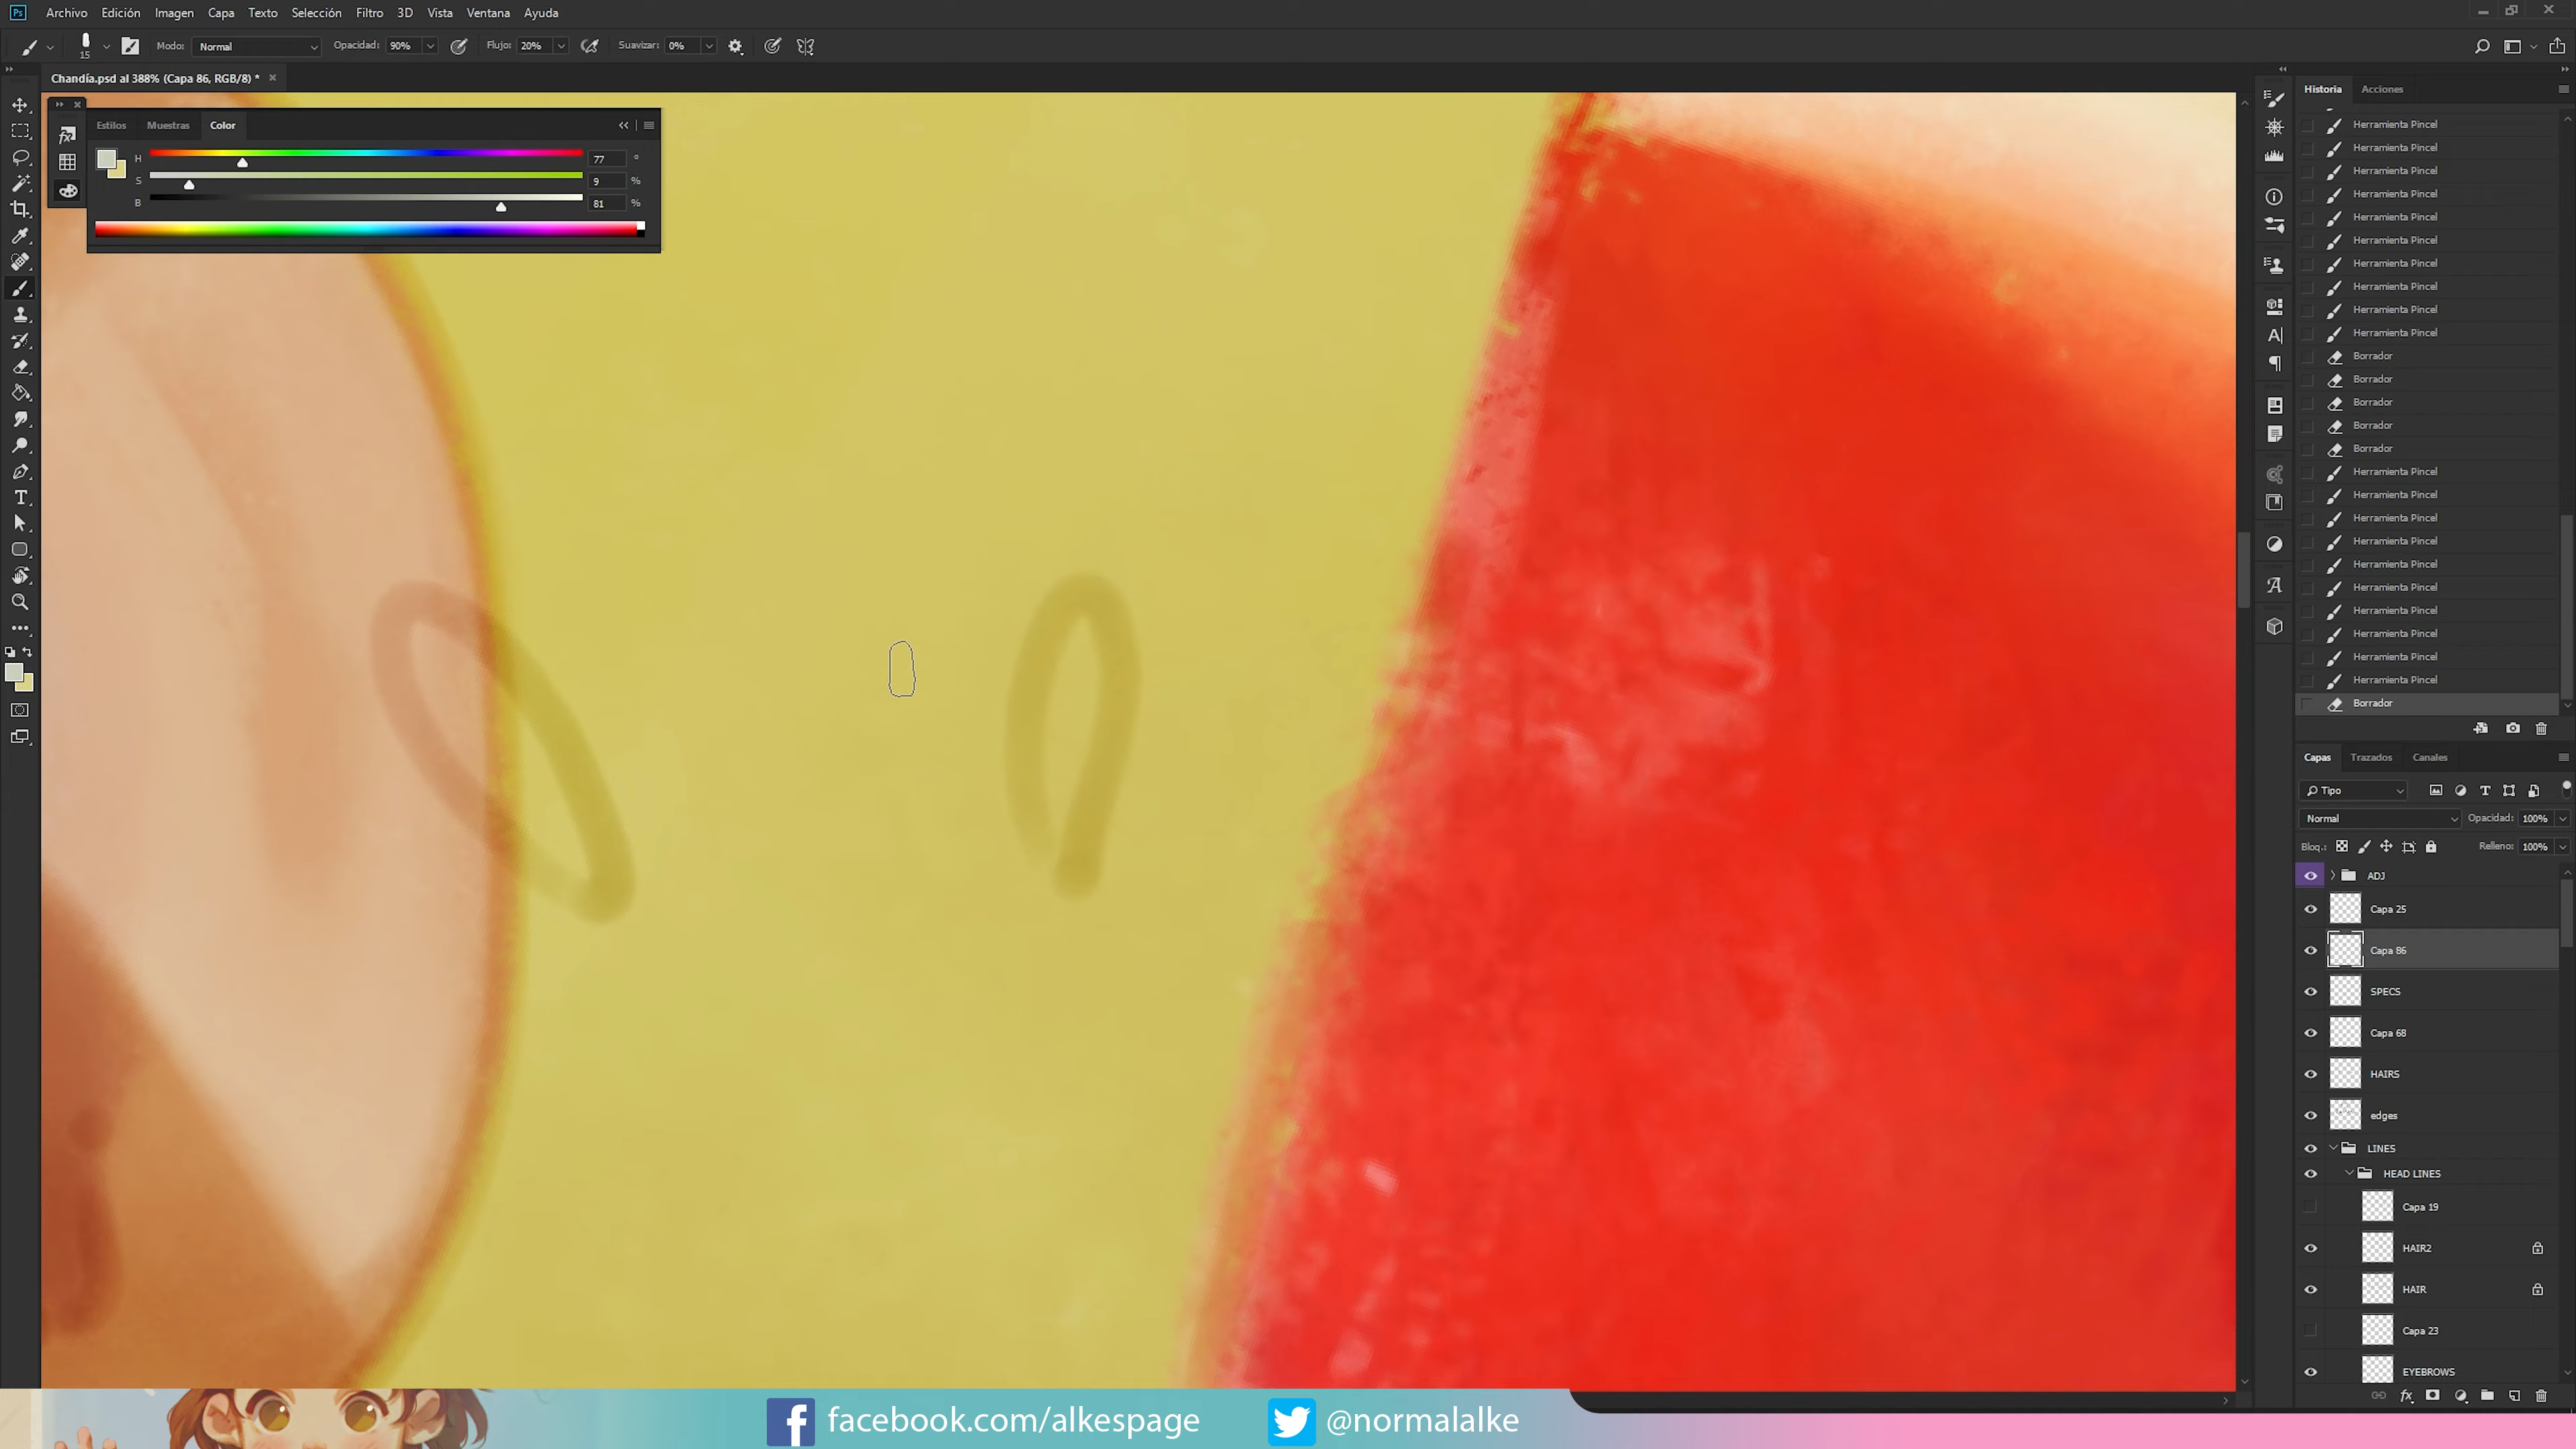 Ps Archivo Edición Imagen Capa Texto Selección Filtro 3D Vista Ventana Ayuda
15 Modo: Normal Opacidad: 90% Flujo: 20% Suavizar: 0%
Chandía.psd al 388% (Capa 86, RGB/8) *
Estilos Muestras Color
H 77 °
S 9 %
B 81 %
Historia Acciones
Herramienta Pincel
Herramienta Pincel
Herramienta Pincel
Herramienta Pincel
Herramienta Pincel
Herramienta Pincel
Herramienta Pincel
Herramienta Pincel
Herramienta Pincel
Herramienta Pincel
Borrador
Borrador
Borrador
Borrador
Borrador
Herramienta Pincel
Herramienta Pincel
Herramienta Pincel
Herramienta Pincel
Herramienta Pincel
Herramienta Pincel
Herramienta Pincel
Herramienta Pincel
Herramienta Pincel
Herramienta Pincel
Borrador
Capas Trazados Canales
Tipo
Normal Opacidad: 100%
Bloq.: Relleno: 100%
ADJ
Capa 25
Capa 86
SPECS
Capa 68
HAIRS
edges
LINES
HEAD LINES
Capa 19
HAIR2
HAIR
Capa 23
EYEBROWS
facebook.com/alkespage @normalalke